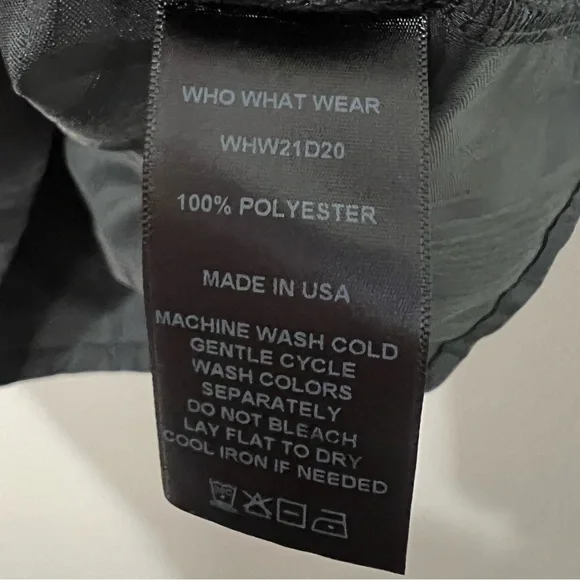 WHO WHAT WEAR
WHW21D20
100% POLYESTER
MADE IN USA
MACHINE WASH COLD
GENTLE CYCLE
WASH COLORS
SEPARATELY
DO NOT BLEACH
LAY FLAT TO DRY
COOL IRON IF NEEDED